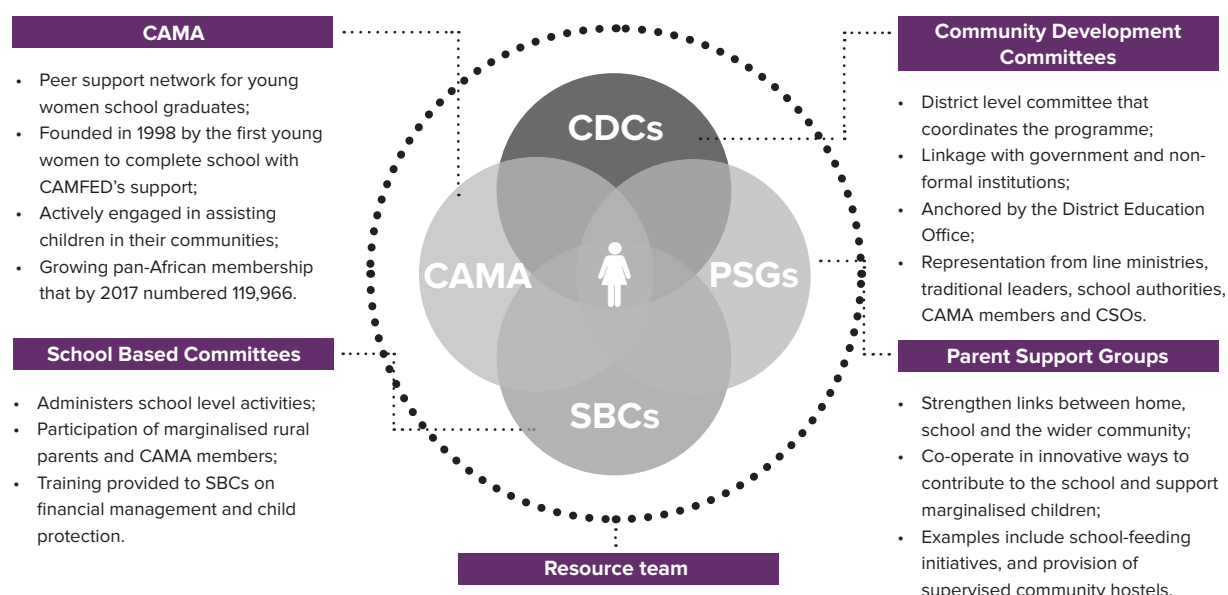 CAMA
• Peer support network for young
women school graduates;
• Founded in 1998 by the first young
women to complete school with
CAMFED's support;
• Actively engaged in assisting
children in their communities;
• Growing pan-African membership
that by 2017 numbered 119,966.
School Based Committees
• Administers school level activities;
• Participation of marginalised rural
parents and CAMA members;
• Training provided to SBCs on
financial management and child
protection.
CDCs
CAMA
PSGs
SBCs
Resource team
Community Development
Committees
• District level committee that
coordinates the programme;
• Linkage with government and non-
formal institutions;
• Anchored by the District Education
Office;
• Representation from line ministries,
traditional leaders, school authorities,
CAMA members and CSOs.
Parent Support Groups
• Strengthen links between home,
school and the wider community;
• Co-operate in innovative ways to
contribute to the school and support
marginalised children;
• Examples include school-feeding
initiatives, and provision of
supervised community hostels.